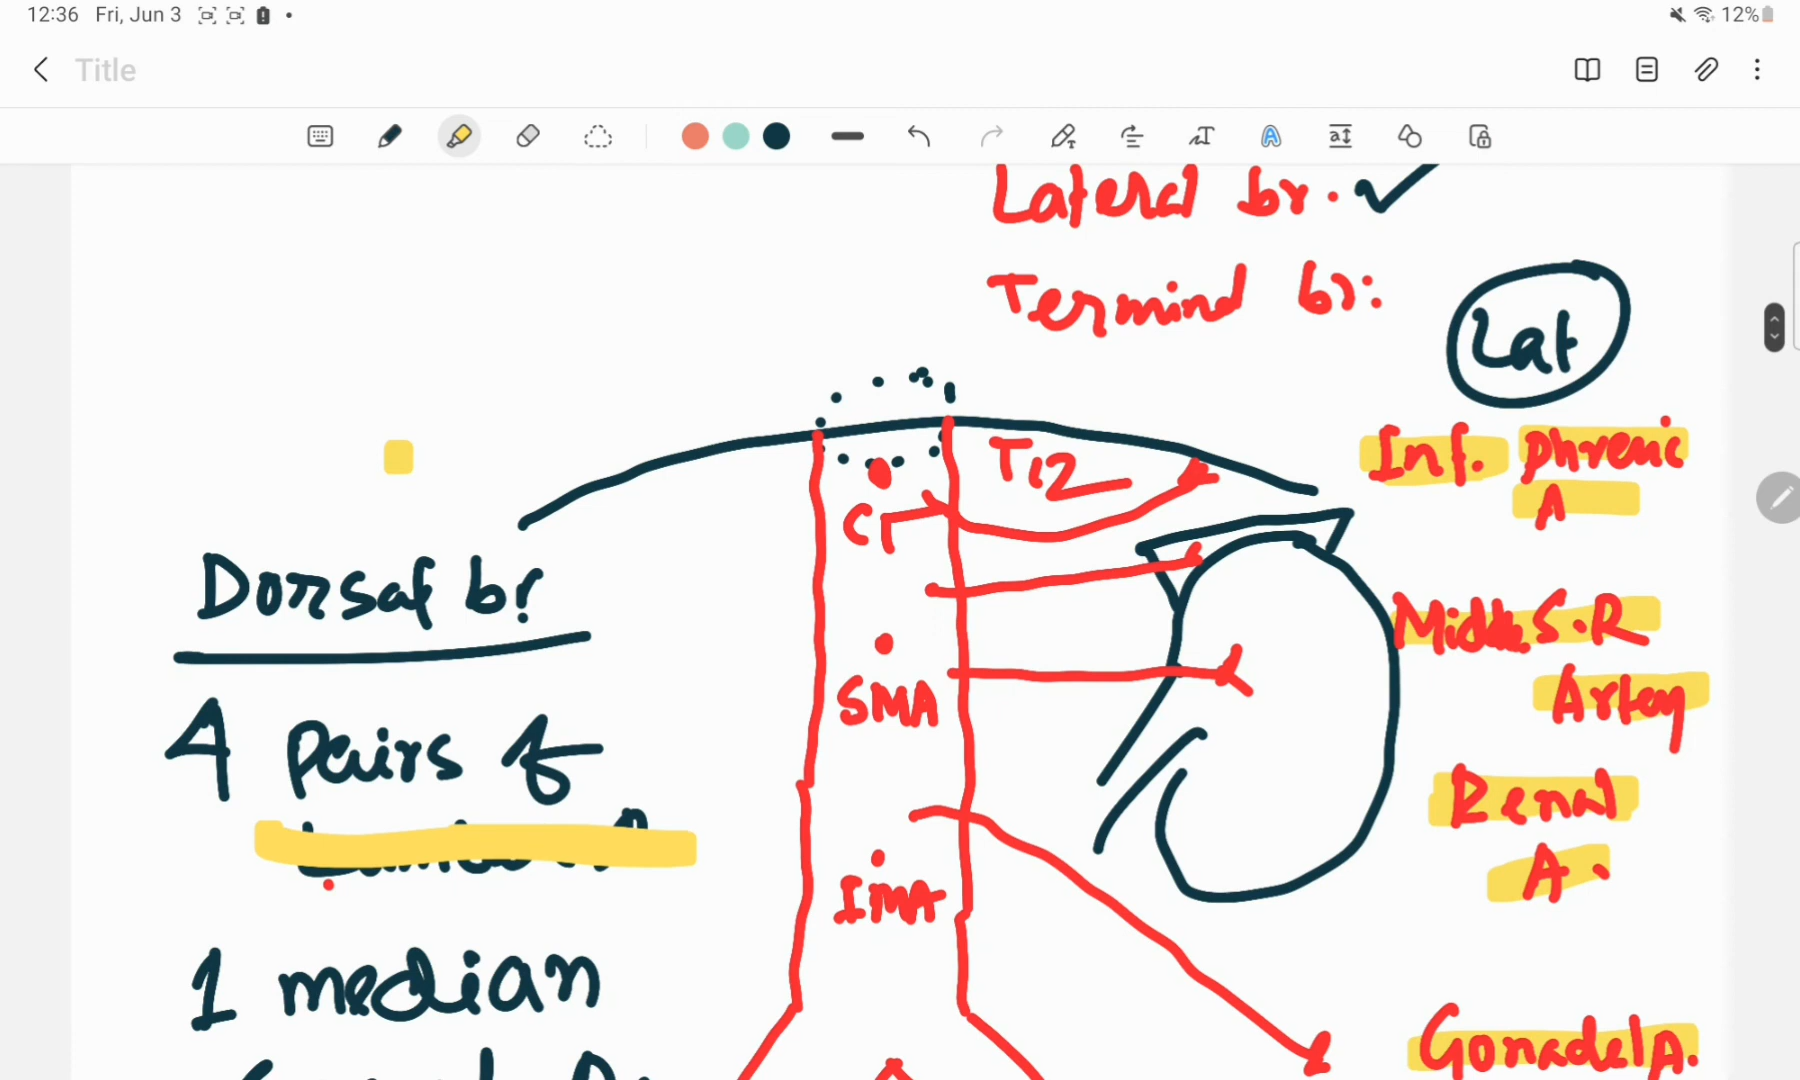 12:36 Fri, Jun 3
12%
Title
Lateral br.
Terminal br:
Lat
T12
Inf. phrenic
A
CT
Dorsal br
Middle S.R
Artery
SMA
4 Pairs of
Renal
A.
IMA
1 median
Gonadal A.